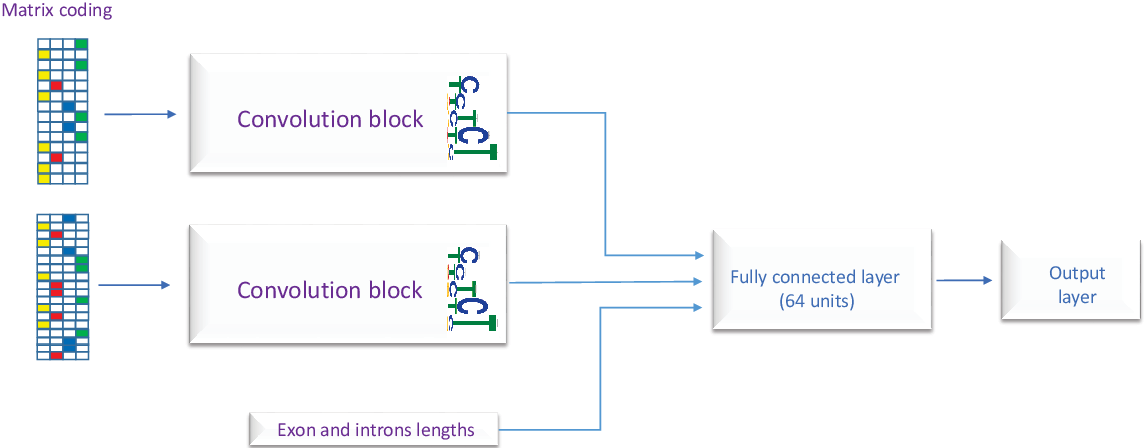 Matrix coding
Convolution block
Convolution block
Fully connected layer
(64 units)
Output
layer
Exon and introns lengths